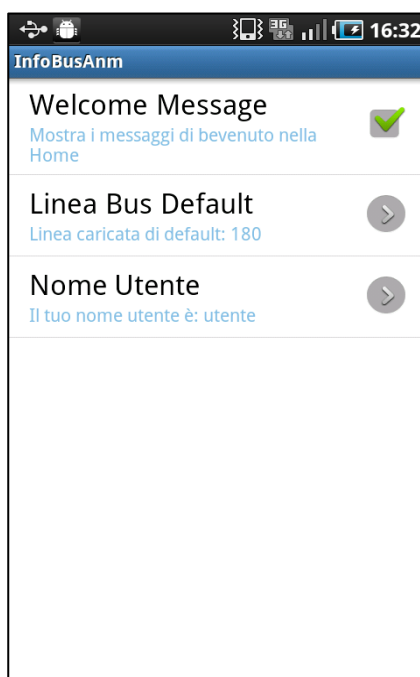 3G 16:32
InfoBusAnm
Welcome Message
Mostra i messaggi di bevenuto nella
Home
Linea Bus Default
Linea caricata di default: 180
Nome Utente
Il tuo nome utente è: utente